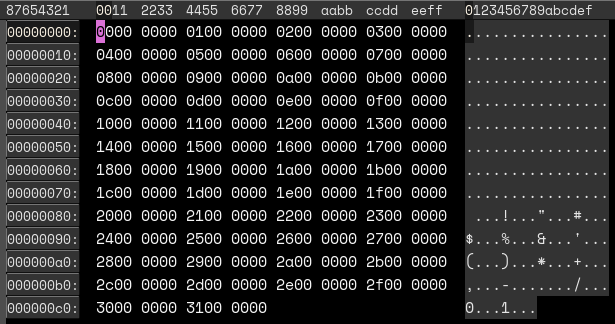 87654321 0011 2233 4455 6677 8899 aabb ccdd eeff 0123456789abcdef
00000000: 0000 0000 0100 0000 0200 0000 0300 0000 ................
00000010: 0400 0000 0500 0000 0600 0000 0700 0000 ................
00000020: 0800 0000 0900 0000 0a00 0000 0b00 0000 ................
00000030: 0c00 0000 0d00 0000 0e00 0000 0f00 0000 ................
00000040: 1000 0000 1100 0000 1200 0000 1300 0000 ................
00000050: 1400 0000 1500 0000 1600 0000 1700 0000 ................
00000060: 1800 0000 1900 0000 1a00 0000 1b00 0000 ................
00000070: 1c00 0000 1d00 0000 1e00 0000 1f00 0000 ................
00000080: 2000 0000 2100 0000 2200 0000 2300 0000  ...!..."...#...
00000090: 2400 0000 2500 0000 2600 0000 2700 0000 $...%...&...'...
000000a0: 2800 0000 2900 0000 2a00 0000 2b00 0000 (...)...*...+...
000000b0: 2c00 0000 2d00 0000 2e00 0000 2f00 0000 ,...-......./...
000000c0: 3000 0000 3100 0000 0...1...